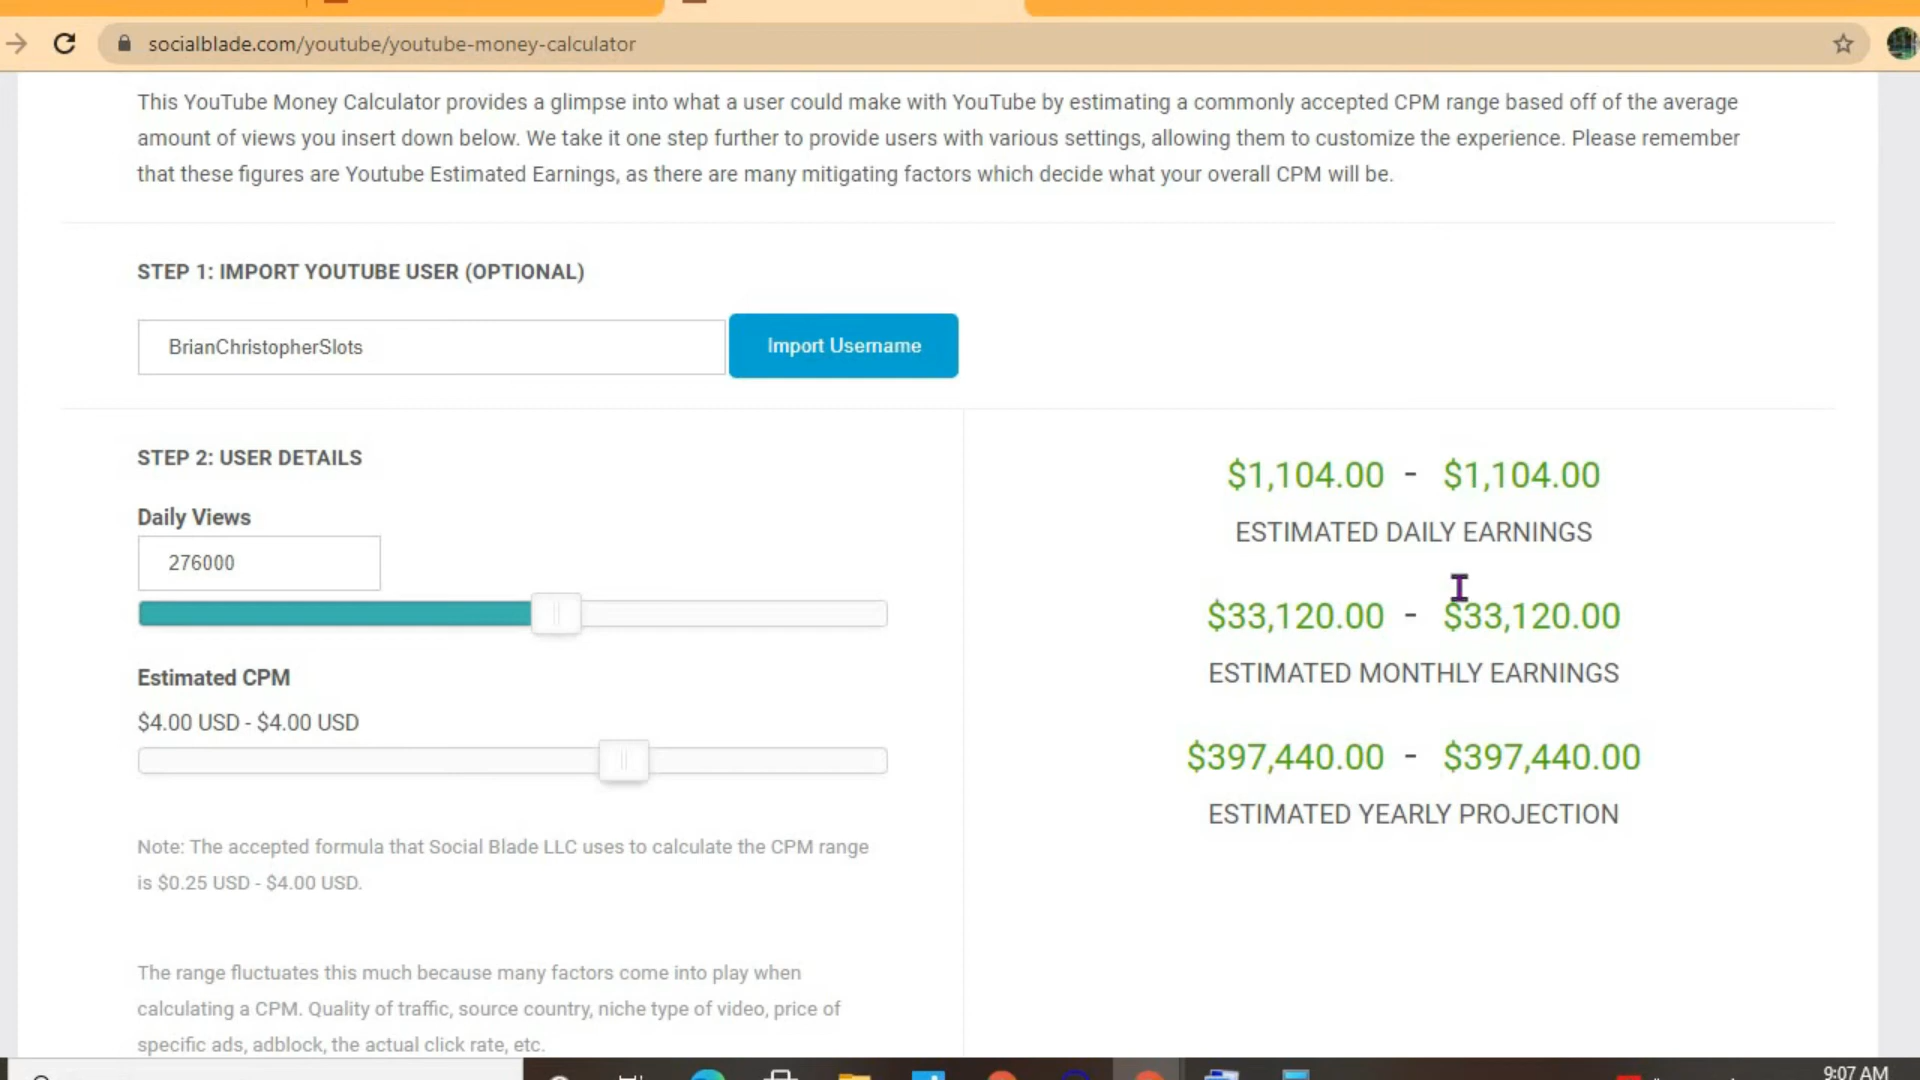 socialblade.com/youtube/youtube-money-calculator
This YouTube Money Calculator provides a glimpse into what a user could make with YouTube by estimating a commonly accepted CPM range based off of the average
amount of views you insert down below. We take it one step further to provide users with various settings, allowing them to customize the experience. Please remember
that these figures are Youtube Estimated Earnings, as there are many mitigating factors which decide what your overall CPM will be.
STEP 1: IMPORT YOUTUBE USER (OPTIONAL)
BrianChristopherSlots
Import Username
STEP 2: USER DETAILS
Daily Views
276000
Estimated CPM
$4.00 USD - $4.00 USD
Note: The accepted formula that Social Blade LLC uses to calculate the CPM range
is $0.25 USD - $4.00 USD.
The range fluctuates this much because many factors come into play when
calculating a CPM. Quality of traffic, source country, niche type of video, price of
specific ads, adblock, the actual click rate, etc.
$1,104.00 - $1,104.00
ESTIMATED DAILY EARNINGS
$33,120.00 - $33,120.00
ESTIMATED MONTHLY EARNINGS
$397,440.00 - $397,440.00
ESTIMATED YEARLY PROJECTION
9:07 AM